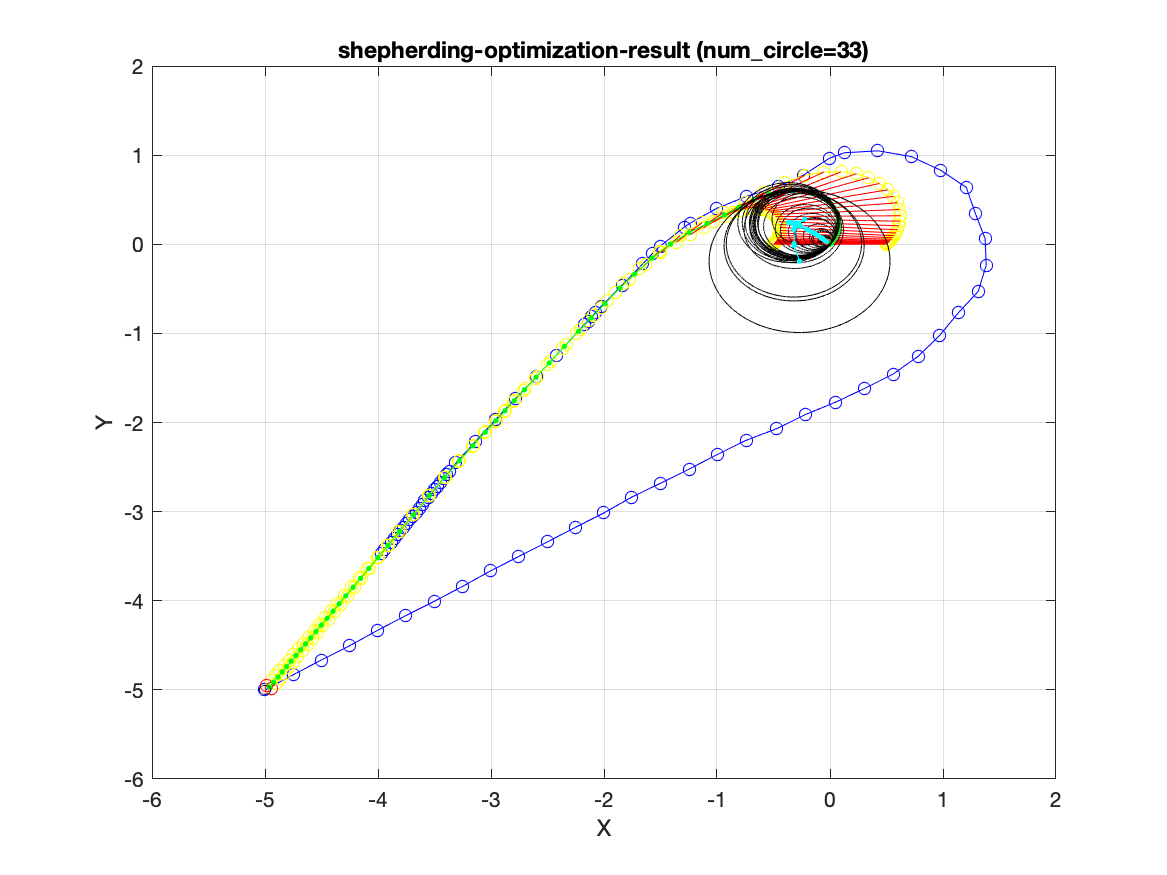 shepherding-optimization-result (num_circle=33)
2
1
0
-1
-2
-3
-4
-5
-6
Y
-6 -5 -4 -3 -2 -1 0 1 2
X